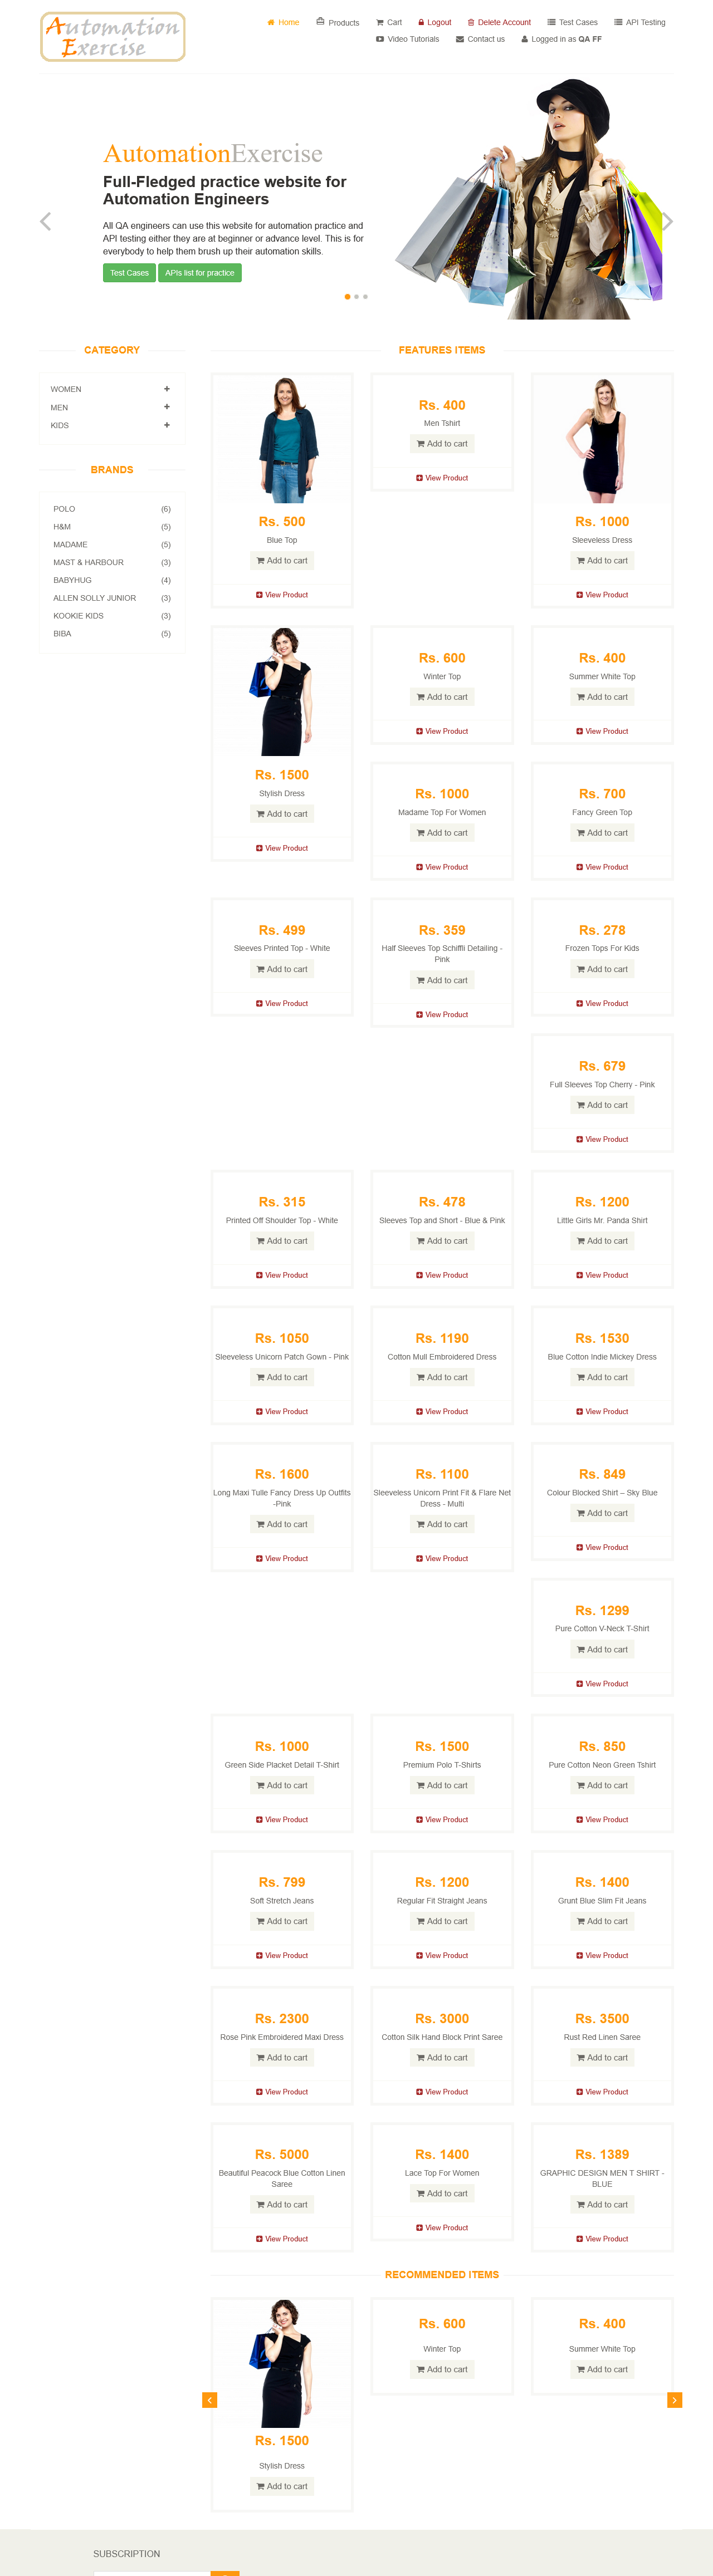 Automation
Exercise
Home
Products
Cart
Logout
Delete Account
Test Cases
API Testing
Video Tutorials
Contact us
Logged in as QA FF
AutomationExercise
Full-Fledged practice website for
Automation Engineers
All QA engineers can use this website for automation practice and
API testing either they are at beginner or advance level. This is for
everybody to help them brush up their automation skills.
Test Cases
APIs list for practice
CATEGORY
WOMEN
MEN
KIDS
BRANDS
POLO (6)
H&M (5)
MADAME (5)
MAST & HARBOUR (3)
BABYHUG (4)
ALLEN SOLLY JUNIOR (3)
KOOKIE KIDS (3)
BIBA (5)
FEATURES ITEMS
Rs. 500
Blue Top
Add to cart
View Product
Rs. 400
Men Tshirt
Add to cart
View Product
Rs. 1000
Sleeveless Dress
Add to cart
View Product
Rs. 1500
Stylish Dress
Add to cart
View Product
Rs. 600
Winter Top
Add to cart
View Product
Rs. 400
Summer White Top
Add to cart
View Product
Rs. 1000
Madame Top For Women
Add to cart
View Product
Rs. 700
Fancy Green Top
Add to cart
View Product
Rs. 499
Sleeves Printed Top - White
Add to cart
View Product
Rs. 359
Half Sleeves Top Schiffli Detailing -
Pink
Add to cart
View Product
Rs. 278
Frozen Tops For Kids
Add to cart
View Product
Rs. 679
Full Sleeves Top Cherry - Pink
Add to cart
View Product
Rs. 315
Printed Off Shoulder Top - White
Add to cart
View Product
Rs. 478
Sleeves Top and Short - Blue & Pink
Add to cart
View Product
Rs. 1200
Little Girls Mr. Panda Shirt
Add to cart
View Product
Rs. 1050
Sleeveless Unicorn Patch Gown - Pink
Add to cart
View Product
Rs. 1190
Cotton Mull Embroidered Dress
Add to cart
View Product
Rs. 1530
Blue Cotton Indie Mickey Dress
Add to cart
View Product
Rs. 1600
Long Maxi Tulle Fancy Dress Up Outfits
-Pink
Add to cart
View Product
Rs. 1100
Sleeveless Unicorn Print Fit & Flare Net
Dress - Multi
Add to cart
View Product
Rs. 849
Colour Blocked Shirt – Sky Blue
Add to cart
View Product
Rs. 1299
Pure Cotton V-Neck T-Shirt
Add to cart
View Product
Rs. 1000
Green Side Placket Detail T-Shirt
Add to cart
View Product
Rs. 1500
Premium Polo T-Shirts
Add to cart
View Product
Rs. 850
Pure Cotton Neon Green Tshirt
Add to cart
View Product
Rs. 799
Soft Stretch Jeans
Add to cart
View Product
Rs. 1200
Regular Fit Straight Jeans
Add to cart
View Product
Rs. 1400
Grunt Blue Slim Fit Jeans
Add to cart
View Product
Rs. 2300
Rose Pink Embroidered Maxi Dress
Add to cart
View Product
Rs. 3000
Cotton Silk Hand Block Print Saree
Add to cart
View Product
Rs. 3500
Rust Red Linen Saree
Add to cart
View Product
Rs. 5000
Beautiful Peacock Blue Cotton Linen
Saree
Add to cart
View Product
Rs. 1400
Lace Top For Women
Add to cart
View Product
Rs. 1389
GRAPHIC DESIGN MEN T SHIRT -
BLUE
Add to cart
View Product
RECOMMENDED ITEMS
Rs. 1500
Stylish Dress
Add to cart
Rs. 600
Winter Top
Add to cart
Rs. 400
Summer White Top
Add to cart
SUBSCRIPTION